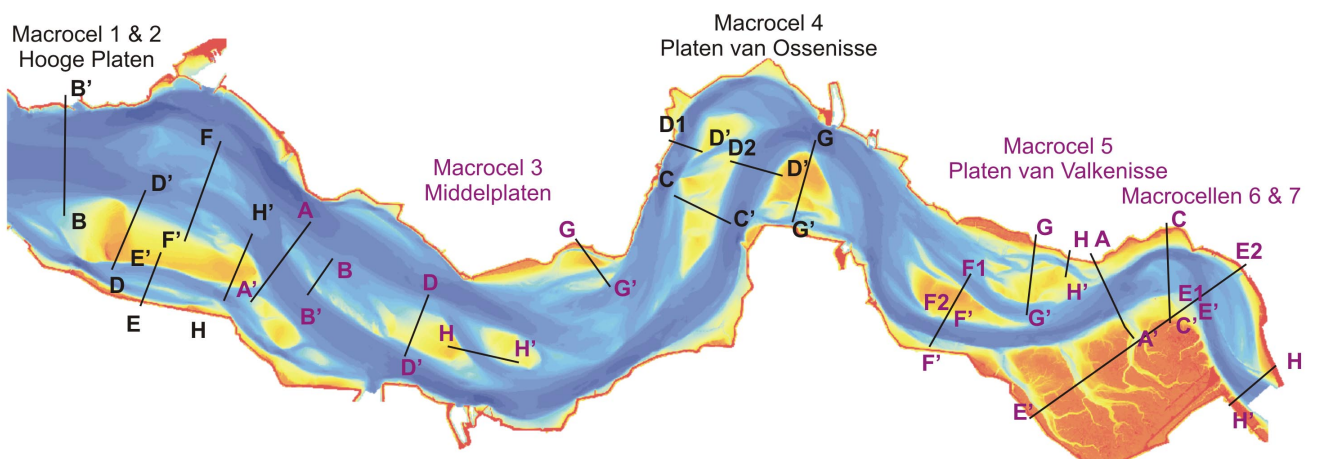 Macrocel 1 & 2
Hooge Platen
Macrocel 4
Platen van Ossenisse
Macrocel 3
Middelplaten
Macrocel 5
Platen van Valkenisse
Macrocellen 6 & 7
B'
B
D'
D
E'
E
F
F'
H'
H
A
A'
B
B'
D
D'
H
H'
G
G'
D1
D'
D2
D'
C
C'
G
G'
F1
F2
F'
F'
G
G'
H
H'
A
A'
C
C'
E1
E'
E2
E'
H
H'